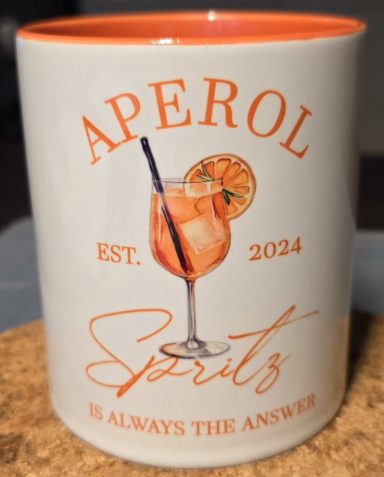 APEROL
EST. 2024
Spritz
IS ALWAYS THE ANSWER